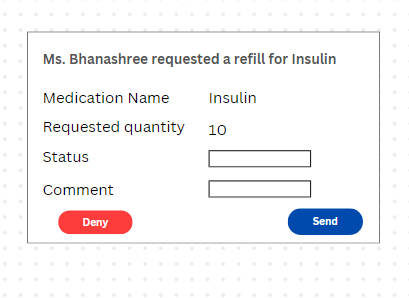 Ms. Bhanashree requested a refill for Insulin
Medication Name Insulin
Requested quantity 10
Status
Comment
Deny Send